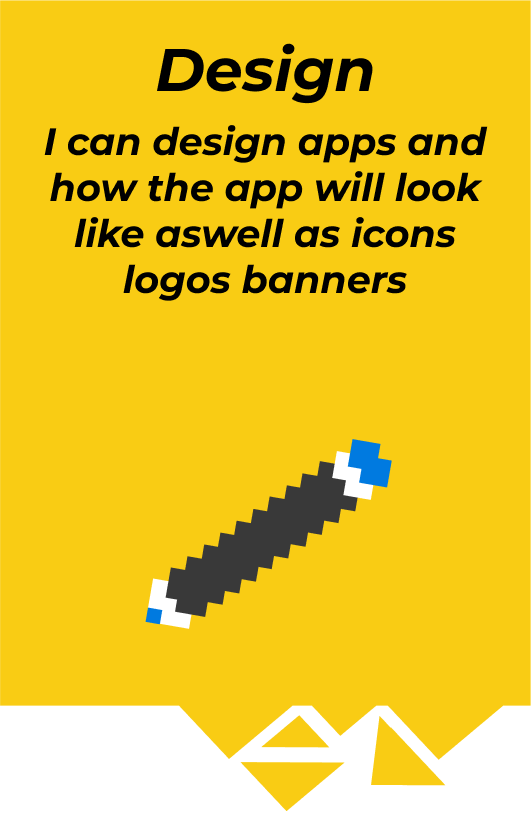 Design
I can design apps and
how the app will look
like aswell as icons
logos banners